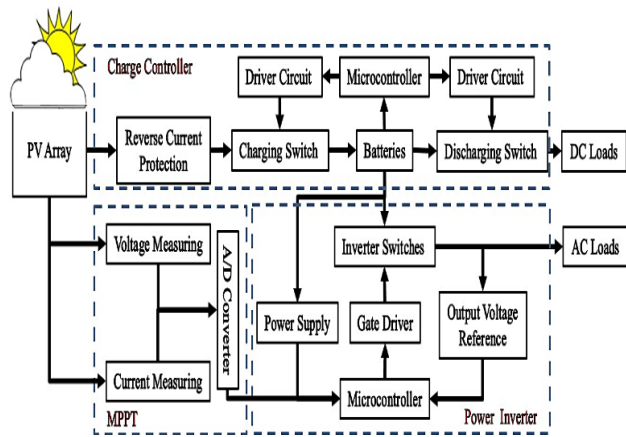 Charge Controller
Driver Circuit
Microcontroller
Driver Circuit
PV Array
Reverse Current
Protection
Charging Switch
Batteries
Discharging Switch
DC Loads
Voltage Measuring
A/D Converter
Inverter Switches
AC Loads
Power Supply
Gate Driver
Output Voltage
Reference
Current Measuring
Microcontroller
MPPT
Power Inverter